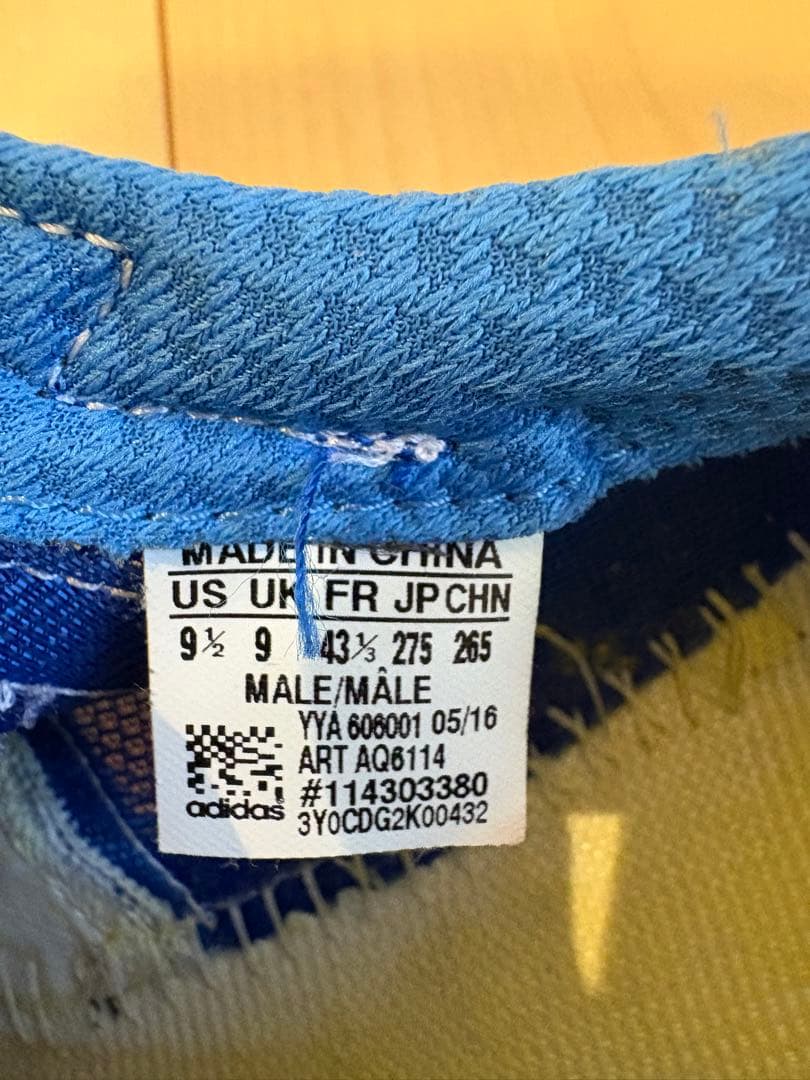 MADE IN CHINA
US UK FR JP CHN
9½ 9 43⅓ 275 265
MALE/MÂLE
YYA 606001 05/16
ART AQ6114
#114303380
adidas 3Y0CDG2K00432